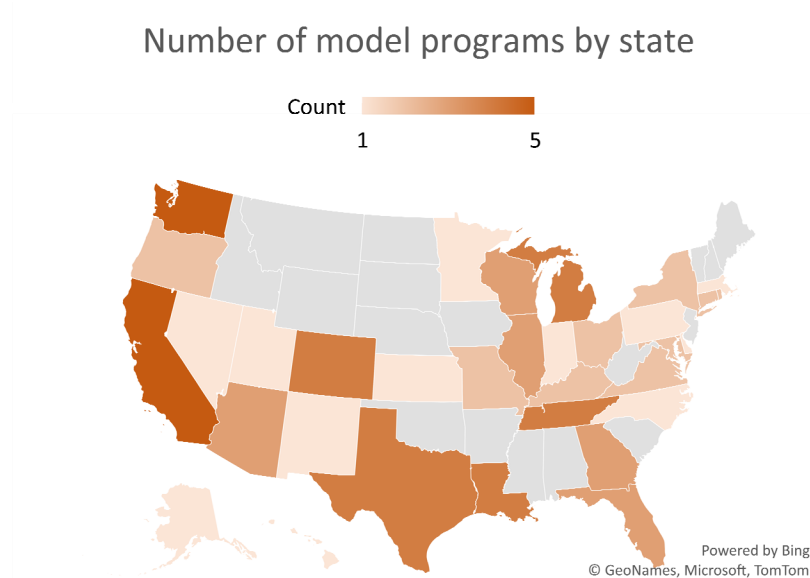 Number of model programs by state
Count
1 5
Powered by Bing
© GeoNames, Microsoft, TomTom